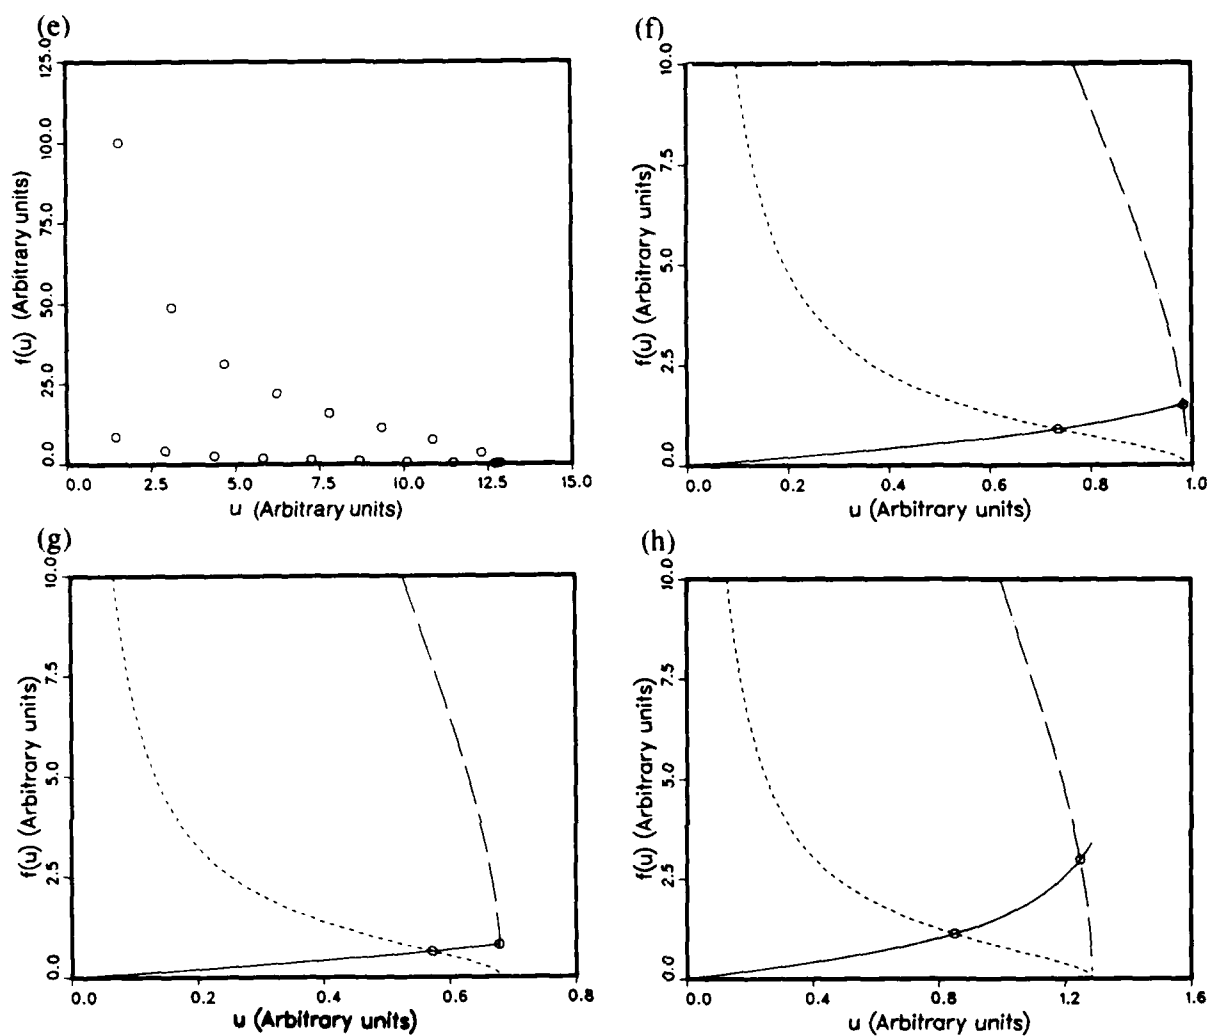 (e)
125.0
100.0
75.0
50.0
25.0
0.0
f(u) (Arbitrary units)
0.0 2.5 5.0 7.5 10.0 12.5 15.0
u (Arbitrary units)
(f)
10.0
7.5
5.0
2.5
0.0
f(u) (Arbitrary units)
0.0 0.2 0.4 0.6 0.8 1.0
u (Arbitrary units)
(g)
10.0
7.5
5.0
2.5
0.0
f(u) (Arbitrary units)
0.0 0.2 0.4 0.6 0.8
u (Arbitrary units)
(h)
10.0
7.5
5.0
2.5
0.0
f(u) (Arbitrary units)
0.0 0.4 0.8 1.2 1.6
u (Arbitrary units)